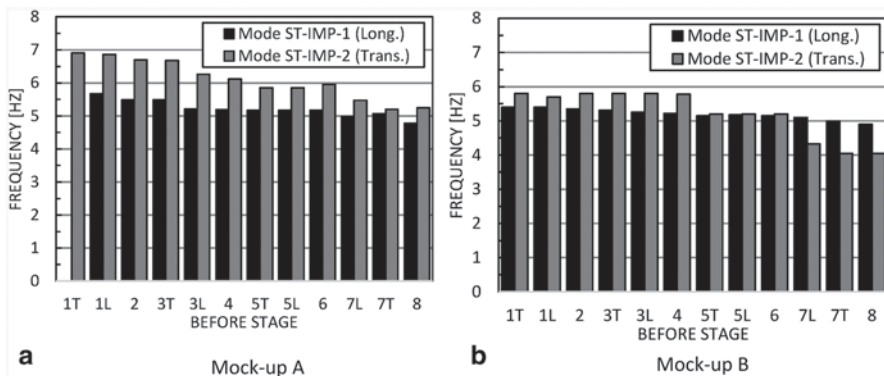 8
7
6
5
4
3
2
1
0
FREQUENCY [HZ]
Mode ST-IMP-1 (Long.)
Mode ST-IMP-2 (Trans.)
1T 1L 2 3T 3L 4 5T 5L 6 7L 7T 8
BEFORE STAGE
a
Mock-up A
8
7
6
5
4
3
2
1
0
FREQUENCY [HZ]
Mode ST-IMP-1 (Long.)
Mode ST-IMP-2 (Trans.)
1T 1L 2 3T 3L 4 5T 5L 6 7L 7T 8
BEFORE STAGE
b
Mock-up B